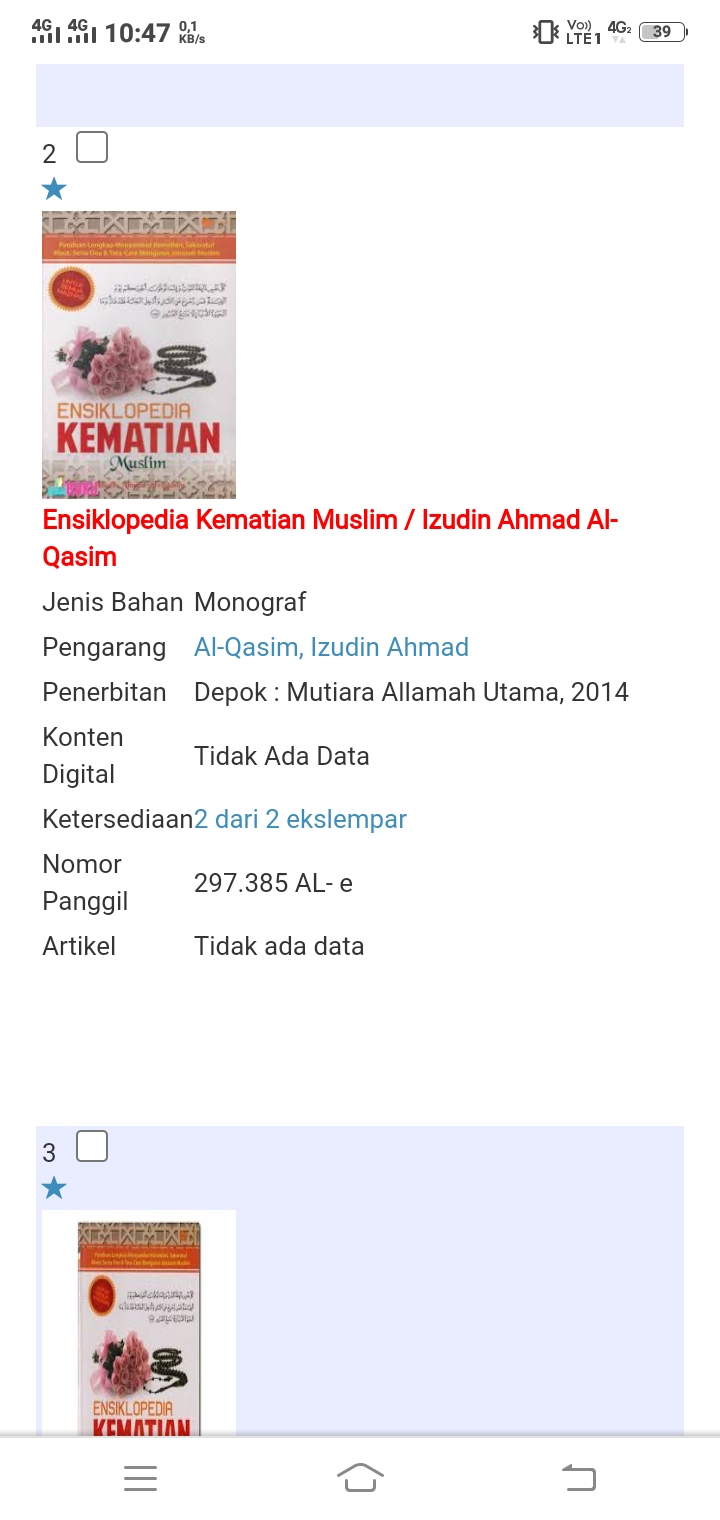 4G 4G 10:47 0,1 KB/s Vo)) LTE1 4G2 39
2
Panduan Lengkap Menyambut Kematian, Sakaratul
Maut, Serta Doa & Tata-Cara Mengurus Jenazah Muslim
UNTUK SEMUA
ENSIKLOPEDIA
KEMATIAN
Muslim
Ensiklopedia Kematian Muslim / Izudin Ahmad Al-
Qasim
Jenis Bahan Monograf
Pengarang Al-Qasim, Izudin Ahmad
Penerbitan Depok : Mutiara Allamah Utama, 2014
Konten
Digital
Tidak Ada Data
Ketersediaan 2 dari 2 ekslempar
Nomor
Panggil
297.385 AL- e
Artikel Tidak ada data
3
Panduan Lengkap Menyambut Kematian, Sakaratul
Maut, Serta Doa & Tata Cara Mengurus Jenazah Muslim
ENSIKLOPEDIA
KEMATIAN